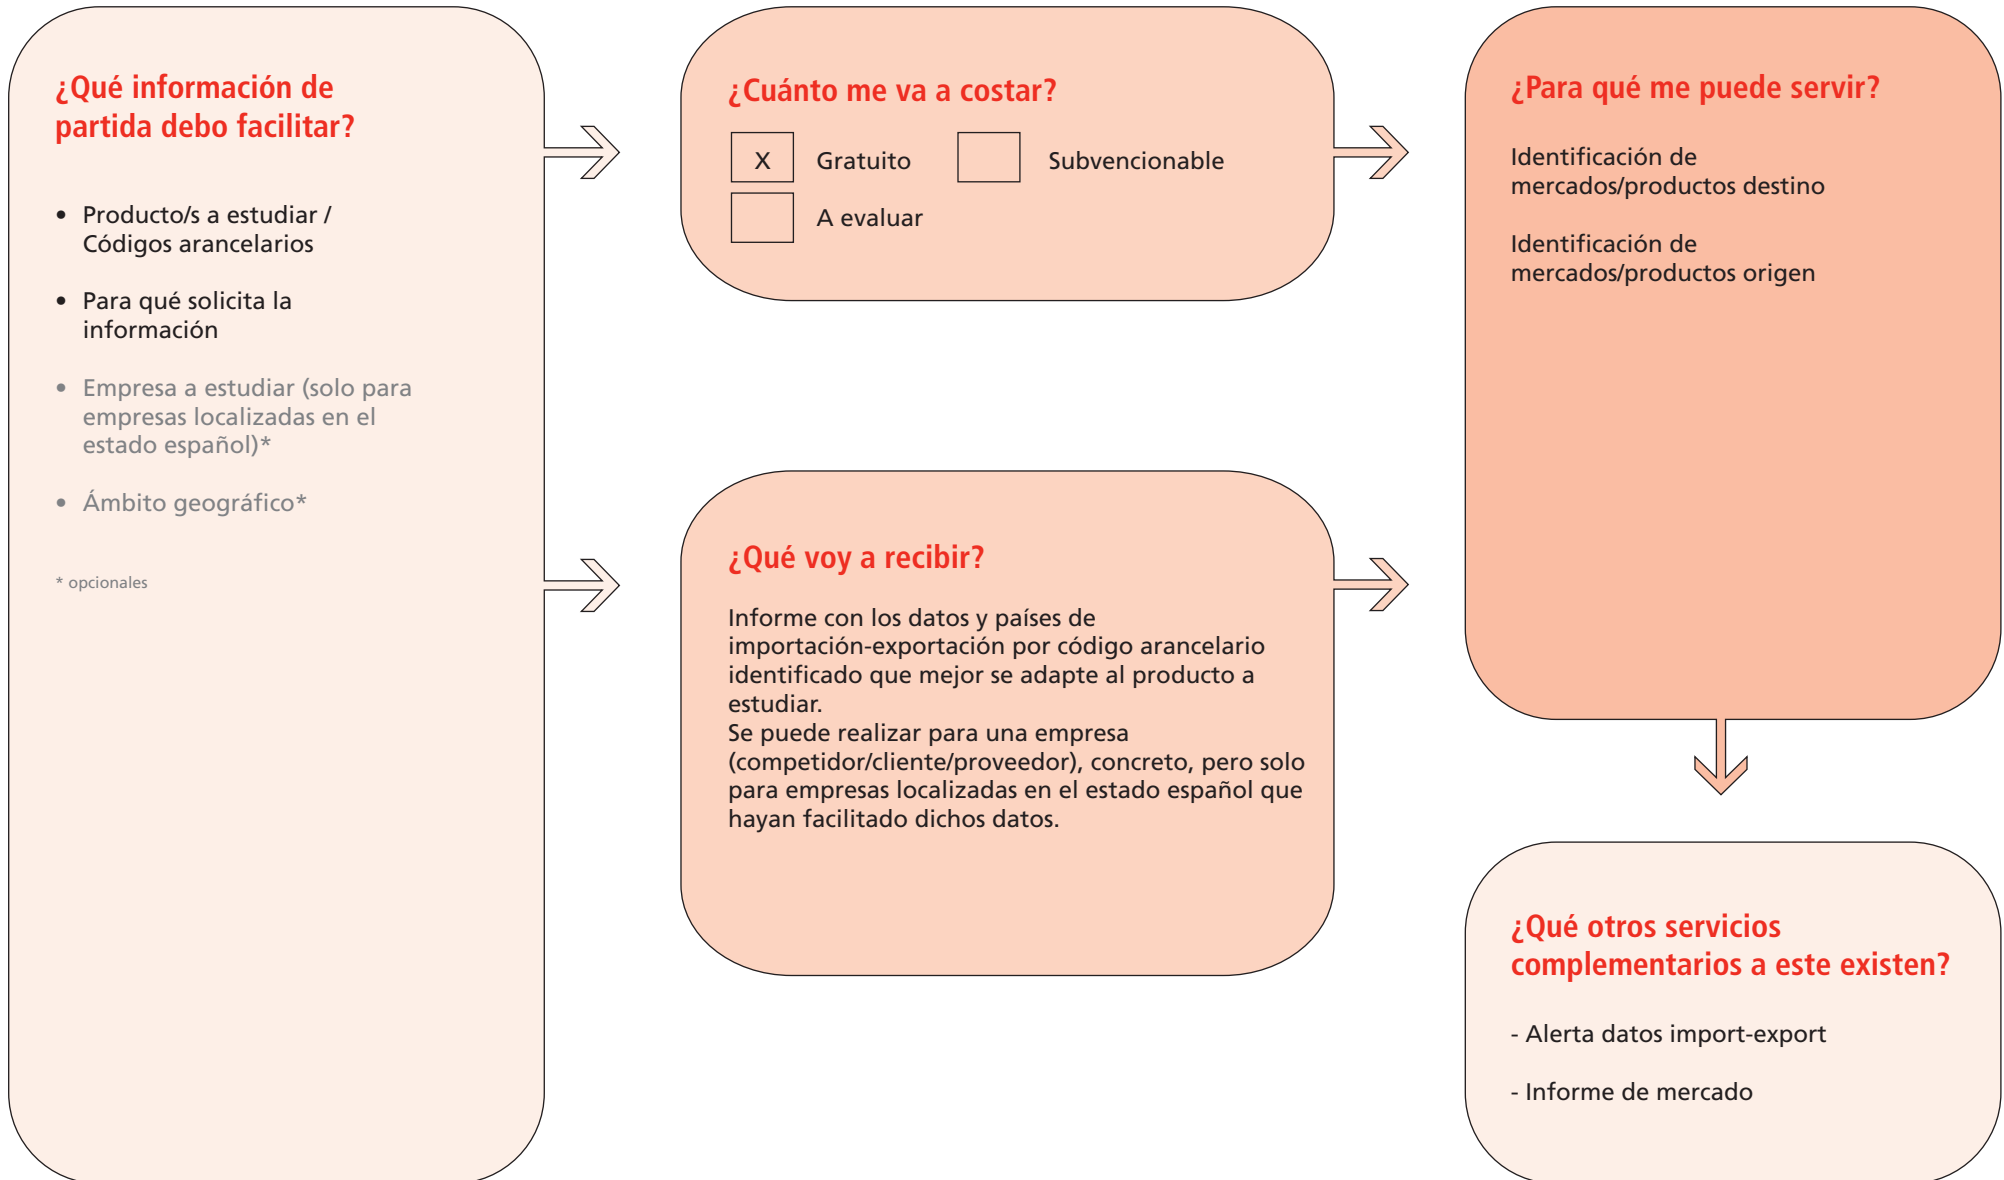 ¿Qué información de
partida debo facilitar?
• Producto/s a estudiar /
Códigos arancelarios
• Para qué solicita la
información
• Empresa a estudiar (solo para
empresas localizadas en el
estado español)*
• Ámbito geográfico*
* opcionales
¿Cuánto me va a costar?
X Gratuito Subvencionable
A evaluar
¿Qué voy a recibir?
Informe con los datos y países de
importación-exportación por código arancelario
identificado que mejor se adapte al producto a
estudiar.
Se puede realizar para una empresa
(competidor/cliente/proveedor), concreto, pero solo
para empresas localizadas en el estado español que
hayan facilitado dichos datos.
¿Para qué me puede servir?
Identificación de
mercados/productos destino
Identificación de
mercados/productos origen
¿Qué otros servicios
complementarios a este existen?
- Alerta datos import-export
- Informe de mercado